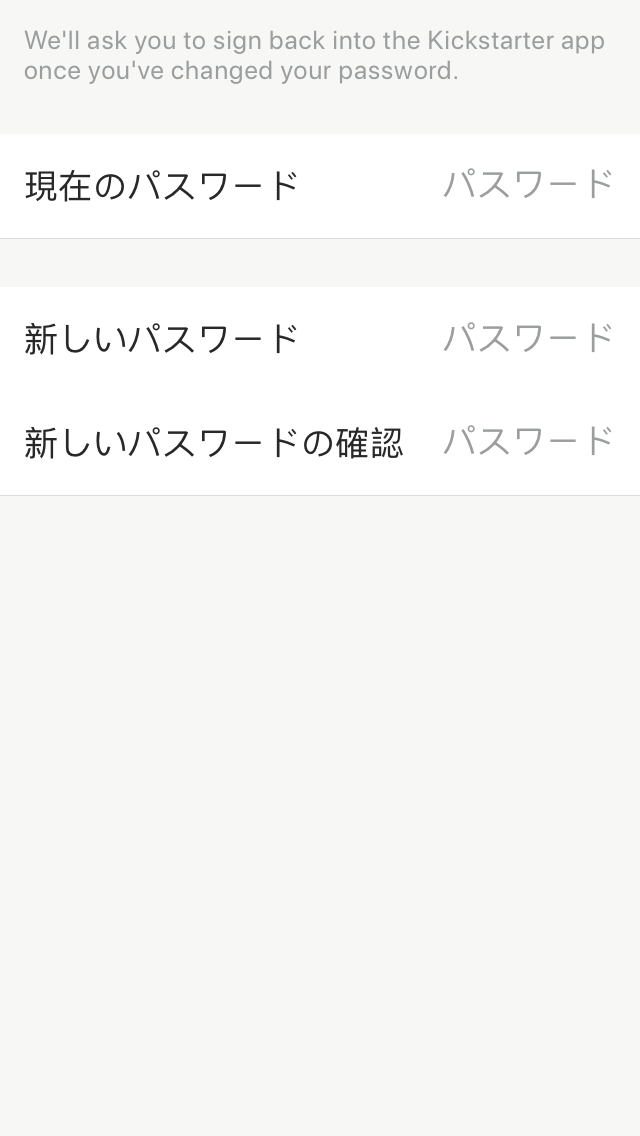 We'll ask you to sign back into the Kickstarter app
once you've changed your password.
現在のパスワード パスワード
新しいパスワード パスワード
新しいパスワードの確認 パスワード